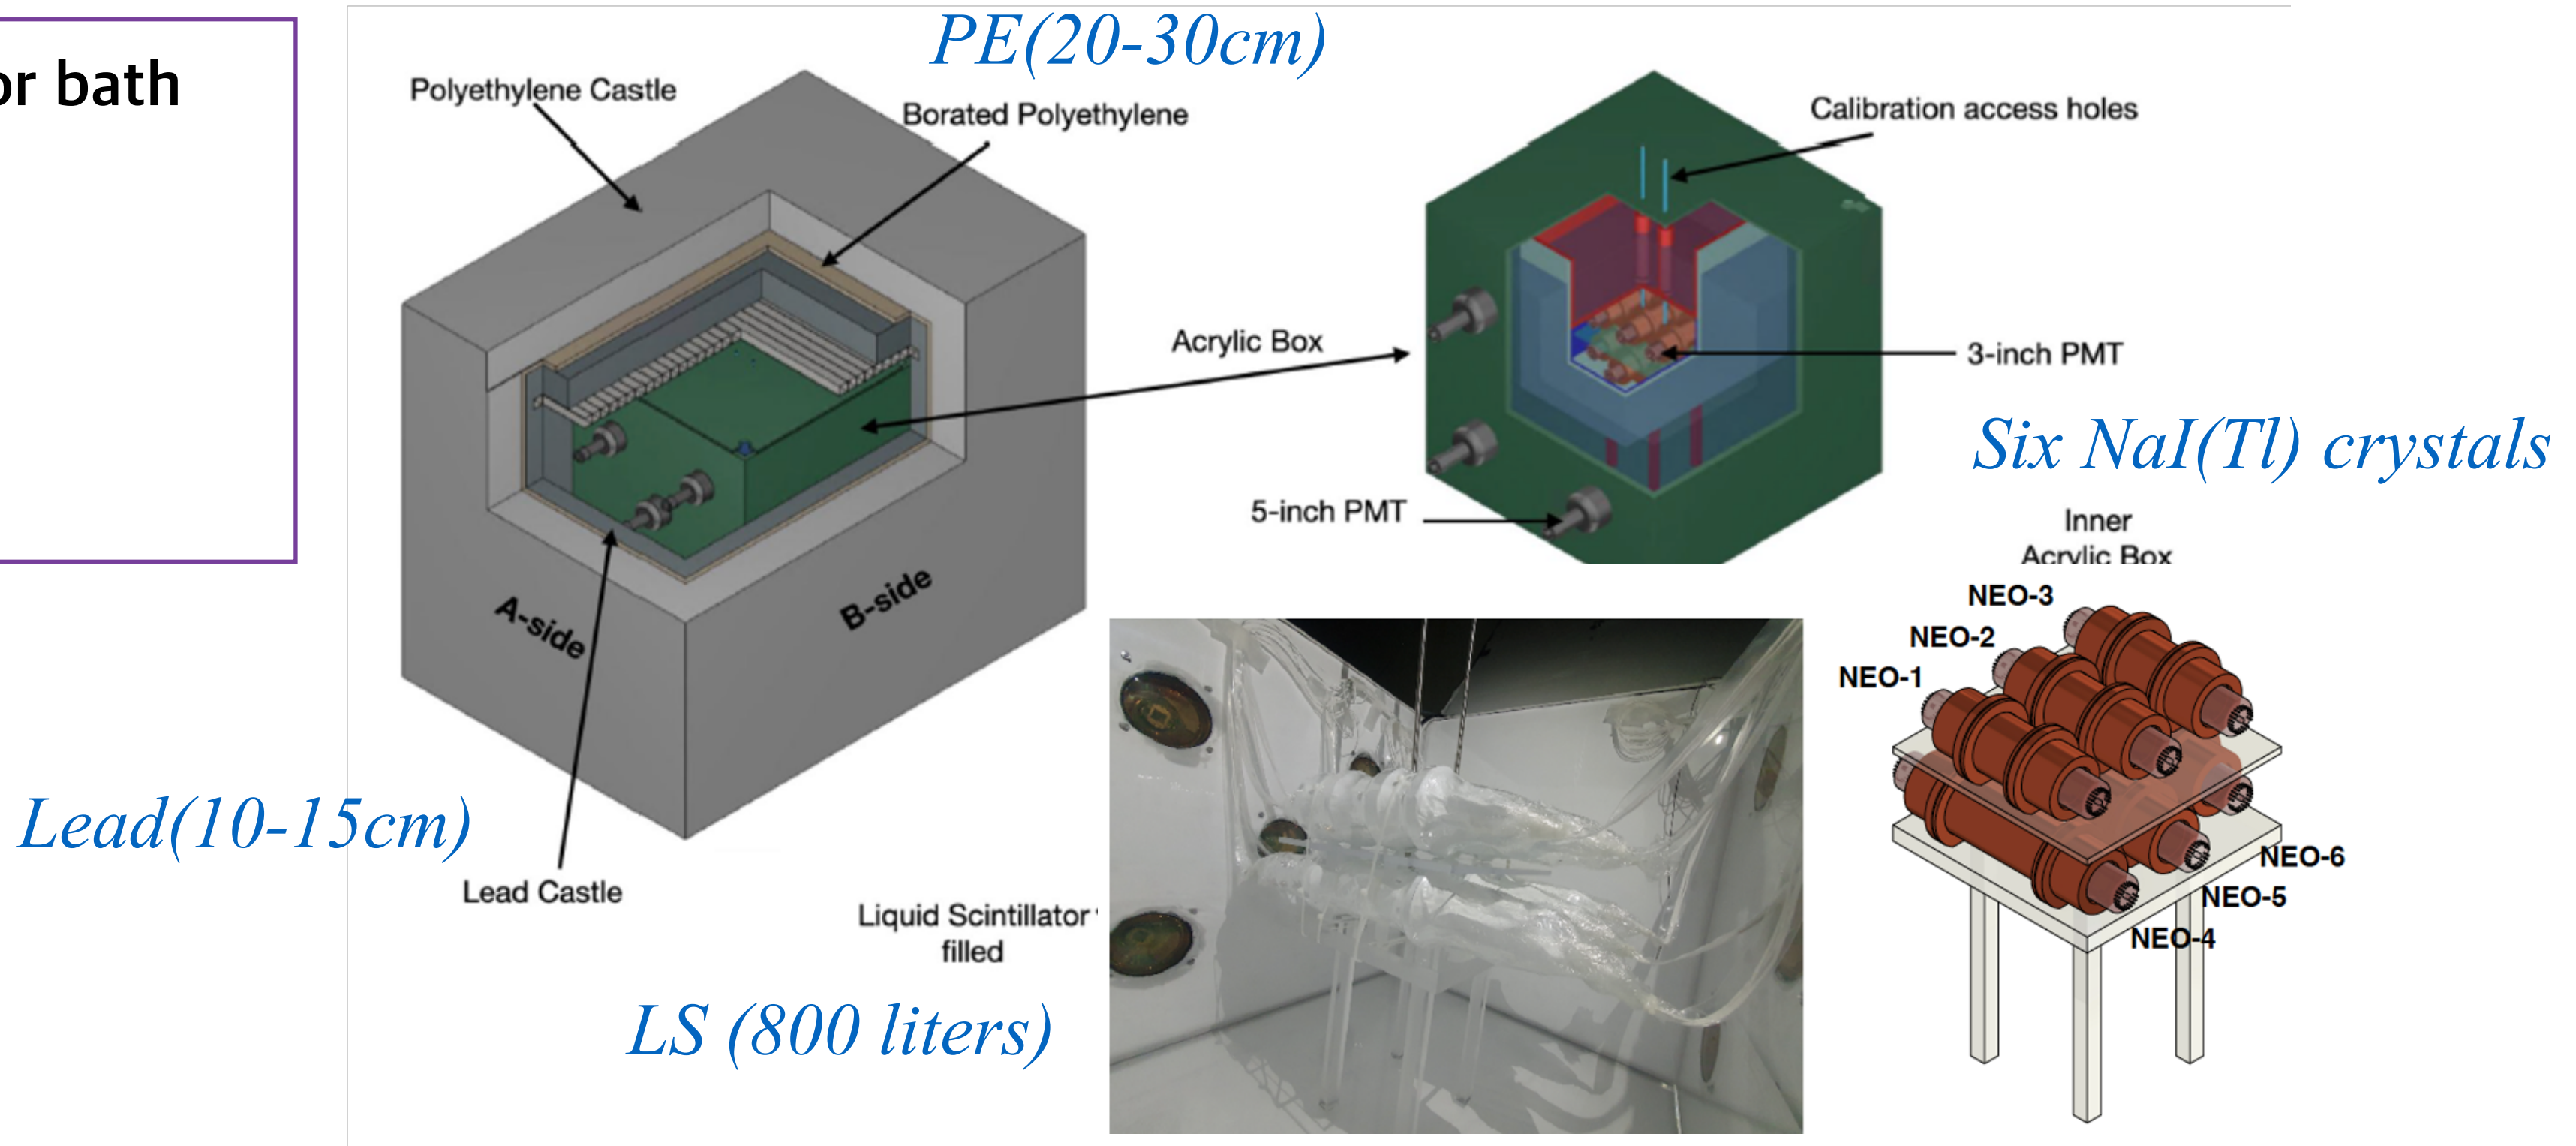 or bath
PE(20-30cm)
Polyethylene Castle
Borated Polyethylene
Calibration access holes
Acrylic Box
3-inch PMT
Six NaI(Tl) crystals
5-inch PMT
Inner
Acrylic Box
A-side
B-side
Lead(10-15cm)
Lead Castle
Liquid Scintillator
filled
LS (800 liters)
NEO-3
NEO-2
NEO-1
NEO-6
NEO-5
NEO-4